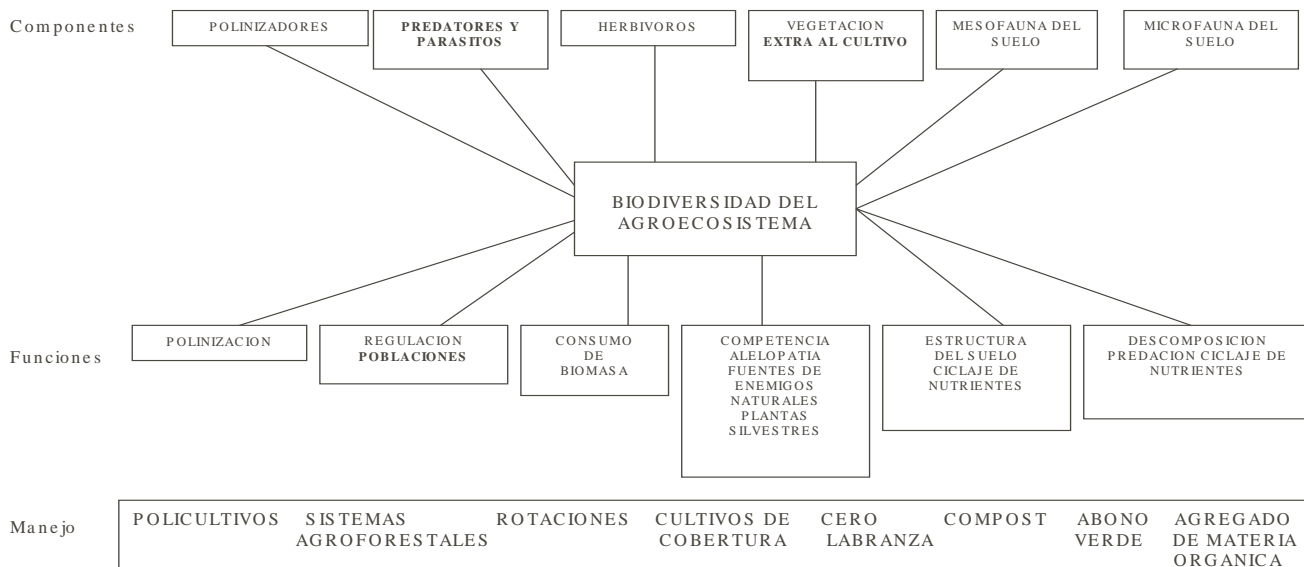 Componentes
POLINIZADORES
PREDATORES Y
PARASITOS
HERBIVOROS
VEGETACION
EXTRA AL CULTIVO
MESOFAUNA DEL
SUELO
MICROFAUNA DEL
SUELO
BIODIVERSIDAD DEL
AGROECOSISTEMA
Funciones
POLINIZACION
REGULACION
POBLACIONES
CONSUMO
DE
BIOMASA
COMPETENCIA
ALELOPATIA
FUENTES DE
ENEMIGOS
NATURALES
PLANTAS
SILVESTRES
ESTRUCTURA
DEL SUELO
CICLAJE DE
NUTRIENTES
DESCOMPOSICION
PREDACION CICLAJE DE
NUTRIENTES
Manejo
POLICULTIVOS
SISTEMAS
AGROFORESTALES
ROTACIONES
CULTIVOS DE
COBERTURA
CERO
LABRANZA
COMPOST
ABONO
VERDE
AGREGADO
DE MATERIA
ORGANICA